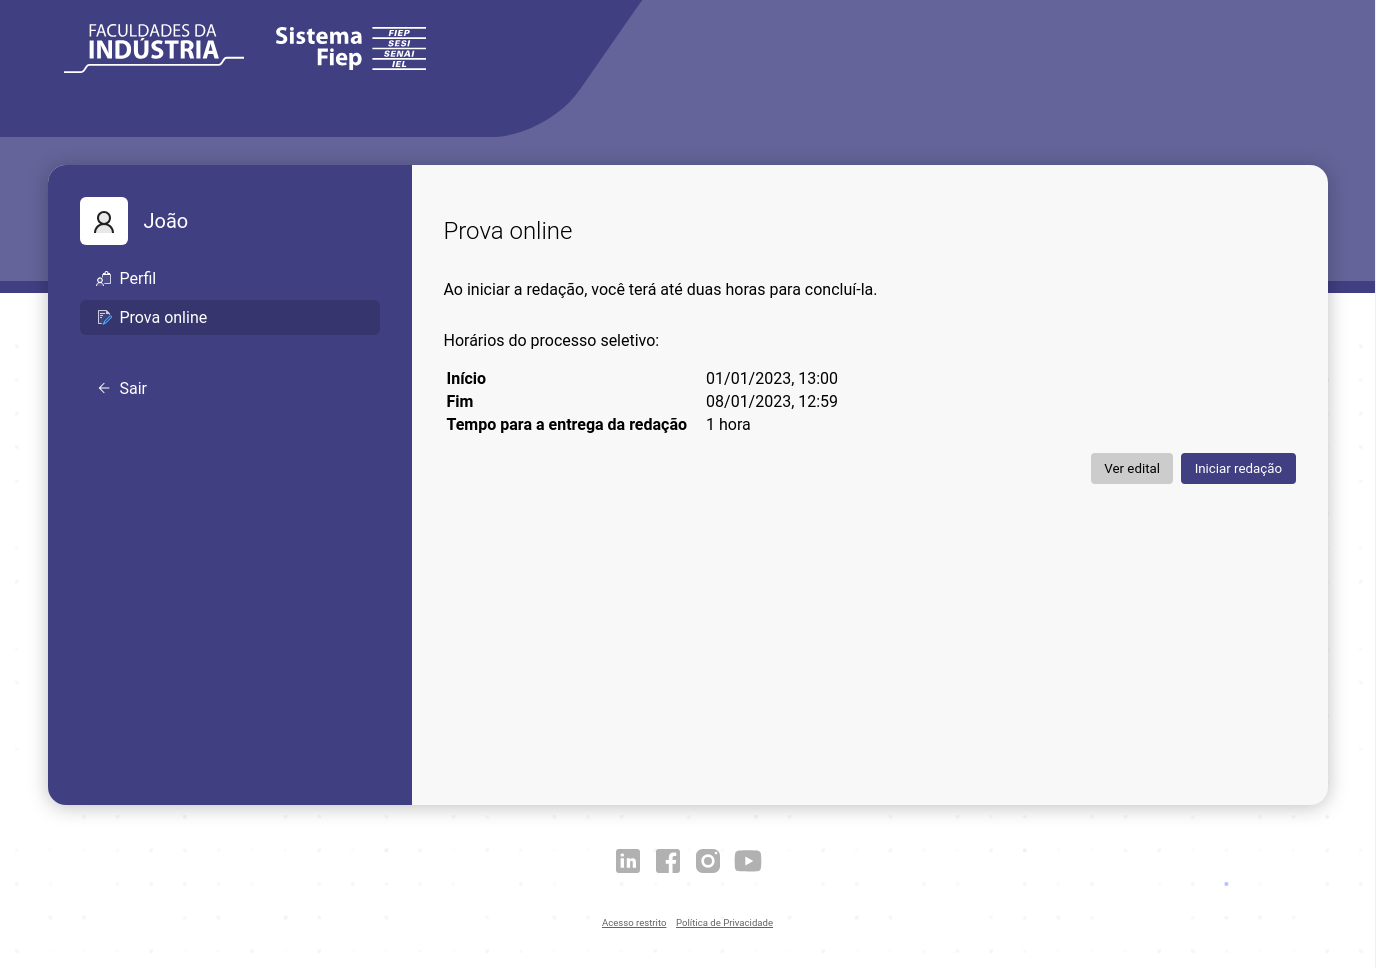 FACULDADES DA
INDÚSTRIA
Sistema
Fiep
FIEP
SESI
SENAI
IEL
João
Perfil
Prova online
Sair
Prova online
Ao iniciar a redação, você terá até duas horas para concluí-la.
Horários do processo seletivo:
Início 01/01/2023, 13:00
Fim 08/01/2023, 12:59
Tempo para a entrega da redação 1 hora
Ver edital Iniciar redação
in
Acesso restrito Política de Privacidade